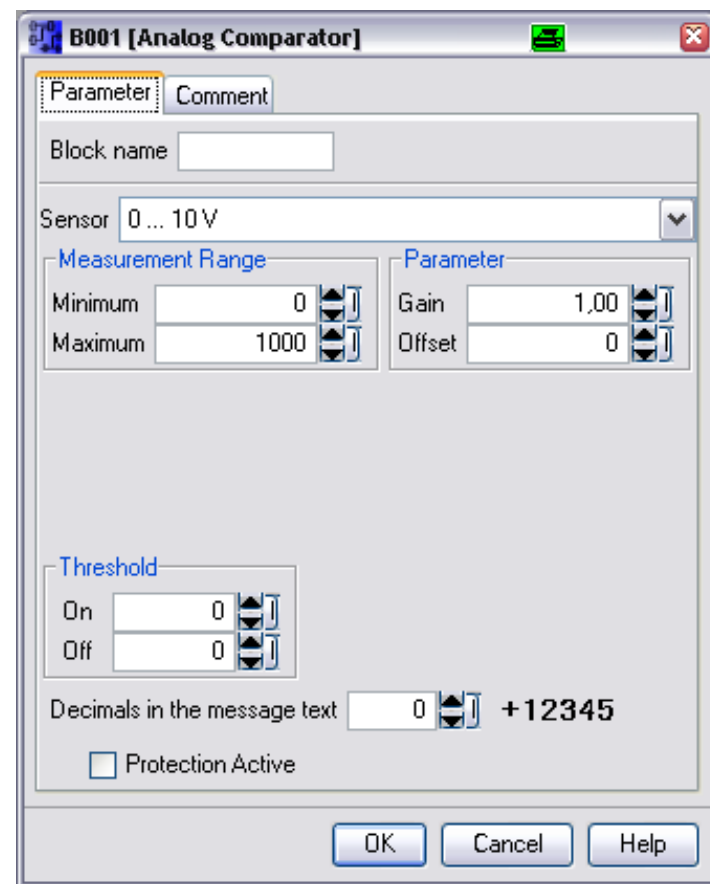 B001 [Analog Comparator]
Parameter Comment
Block name
Sensor 0 ... 10 V
Measurement Range
Minimum 0
Maximum 1000
Parameter
Gain 1,00
Offset 0
Threshold
On 0
Off 0
Decimals in the message text 0 +12345
Protection Active
OK Cancel Help